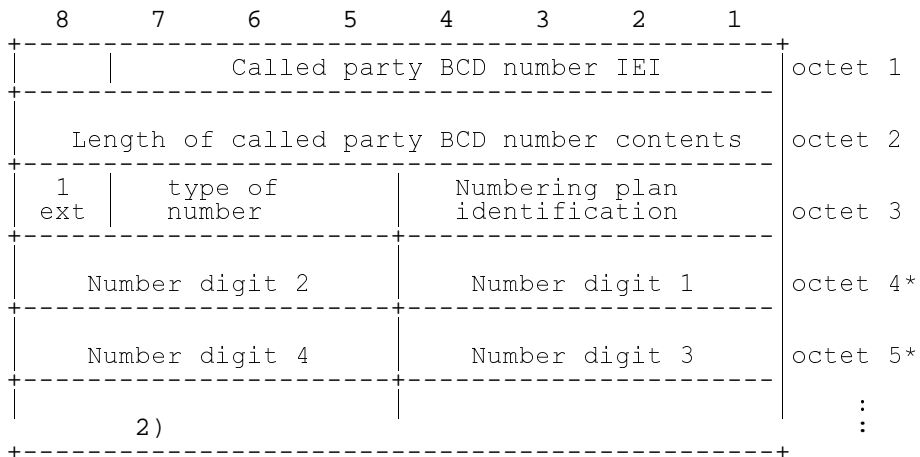 8 7 6 5 4 3 2 1
Called party BCD number IEI octet 1
Length of called party BCD number contents octet 2
1 type of Numbering plan
ext number identification octet 3
Number digit 2 Number digit 1 octet 4*
Number digit 4 Number digit 3 octet 5*
:
2) :